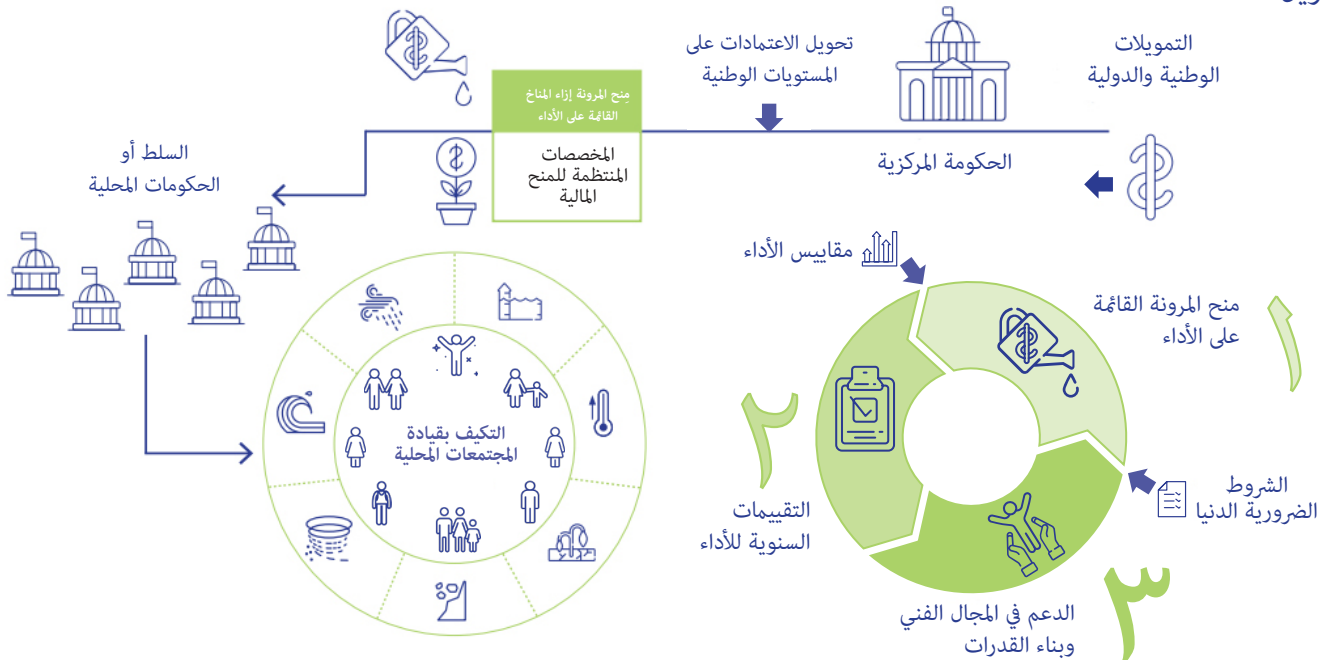 التمويلات
الوطنية والدولية
تحويل الاعتمادات على
المستويات الوطنية
الحكومة المركزية
منح المرونة إزاء المناخ
القائمة على الأداء
المخصصات
المنتظمة للمنح
المالية
السلط أو
الحكومات المحلية
التكيف بقيادة
المجتمعات المحلية
مقاييس الأداء
١
منح المرونة القائمة
على الأداء
الشروط
الضرورية الدنيا
٢
التقييمات
السنوية للأداء
٣
الدعم في المجال الفني
وبناء القدرات